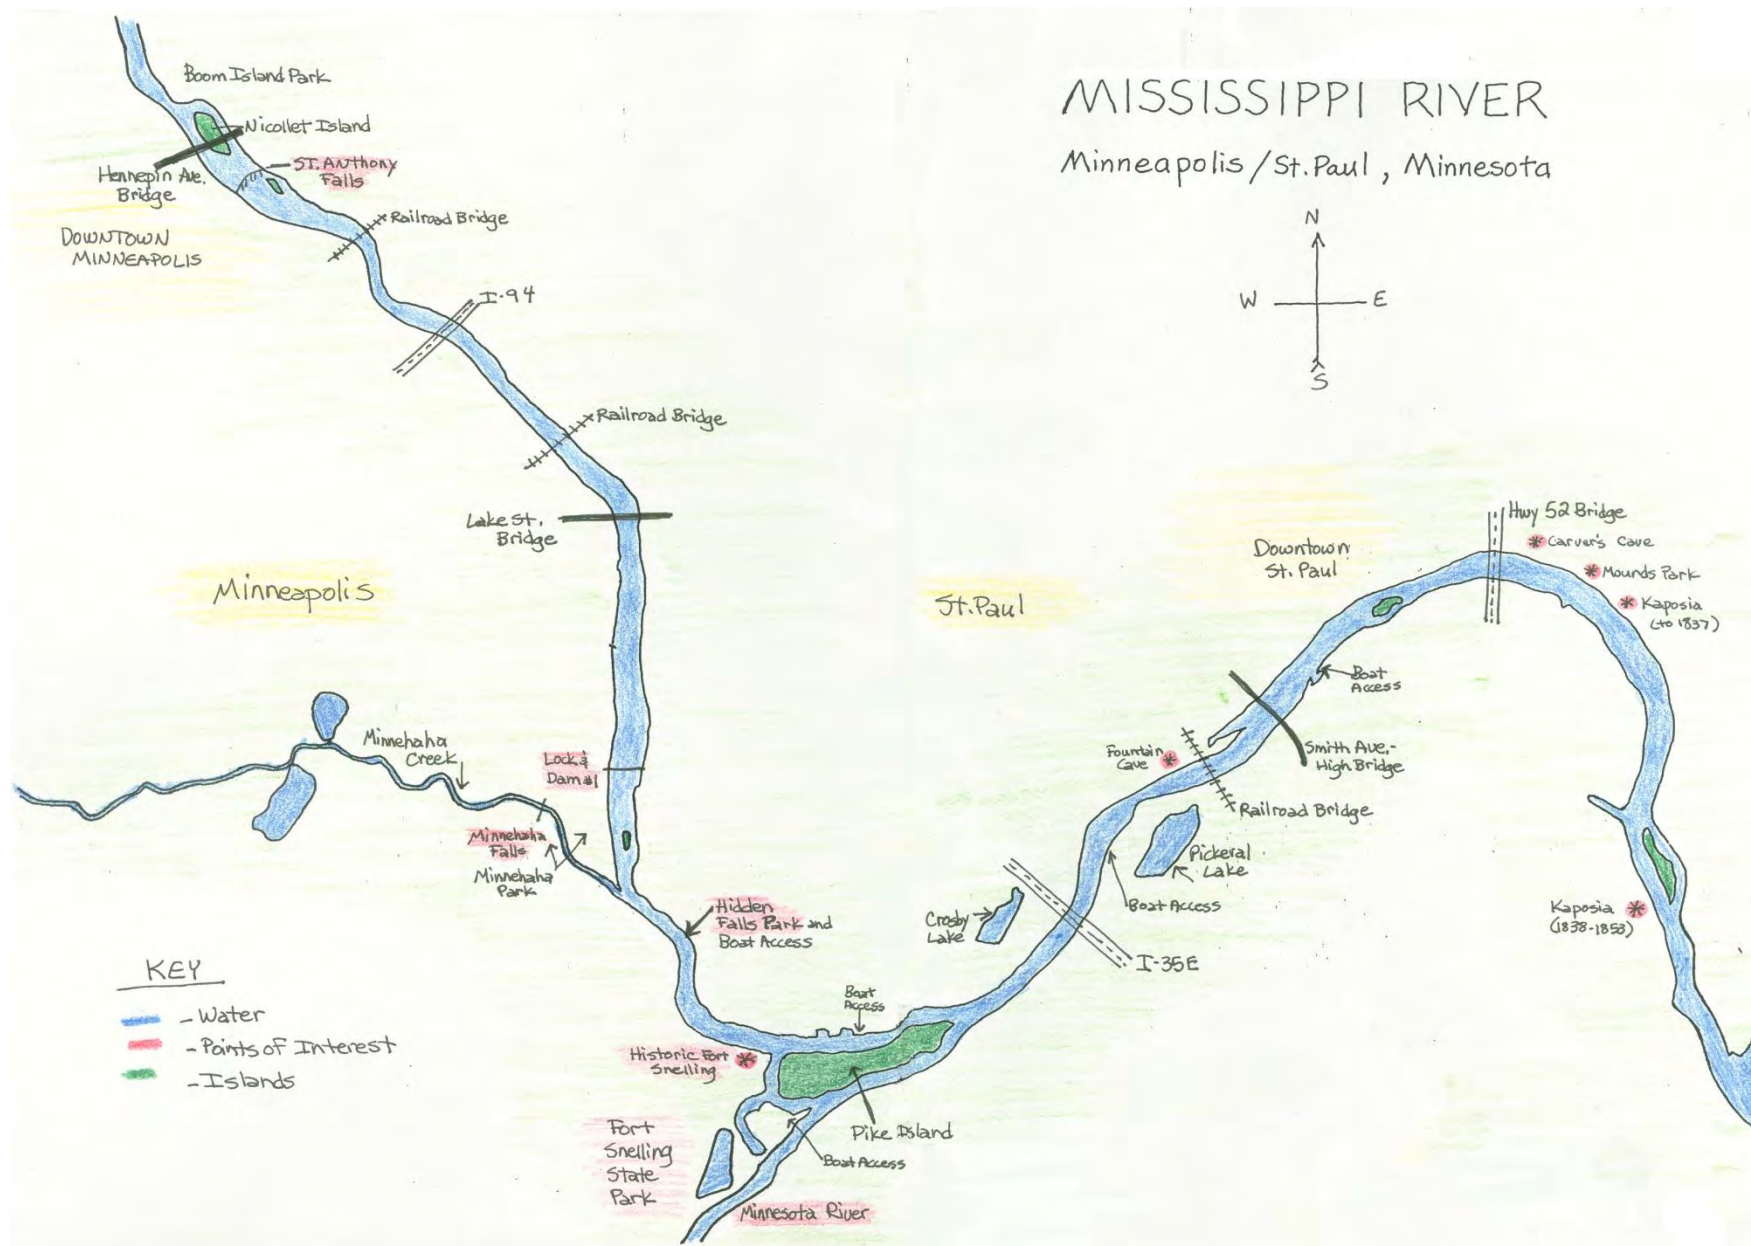 MISSISSIPPI RIVER
Minneapolis/St. Paul, Minnesota
N
W
E
S
Boom Island Park
Nicollet Island
Hennepin Ave.
Bridge
ST. Anthony
Falls
Railroad Bridge
DOWNTOWN
MINNEAPOLIS
I-94
Railroad Bridge
Lake St.
Bridge
Minneapolis
St. Paul
Downtown
St. Paul
Hwy 52 Bridge
Carver's Cave
Mounds Park
Kaposia
(to 1837)
Boat
Access
Smith Ave.-
High Bridge
Fountain
Cave
Railroad Bridge
Pickeral
Lake
Boat Access
Crosby
Lake
I-35E
Kaposia
(1838-1853)
Minnehaha
Creek
Lock &
Dam #1
Minnehaha
Falls
Minnehaha
Park
Hidden
Falls Park and
Boat Access
Boat
Access
Historic Fort
Snelling
Pike Island
Boat Access
Fort
Snelling
State
Park
Minnesota River
KEY
- Water
- Points of Interest
- Islands